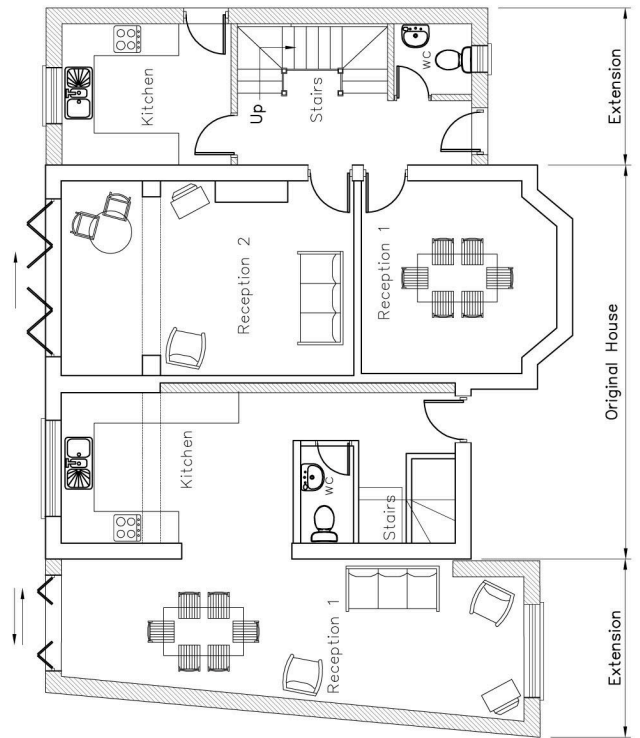 Kitchen
Up
Stairs
WC
Extension
Reception 2
Reception 1
Original House
Kitchen
WC
Stairs
Reception 1
Extension